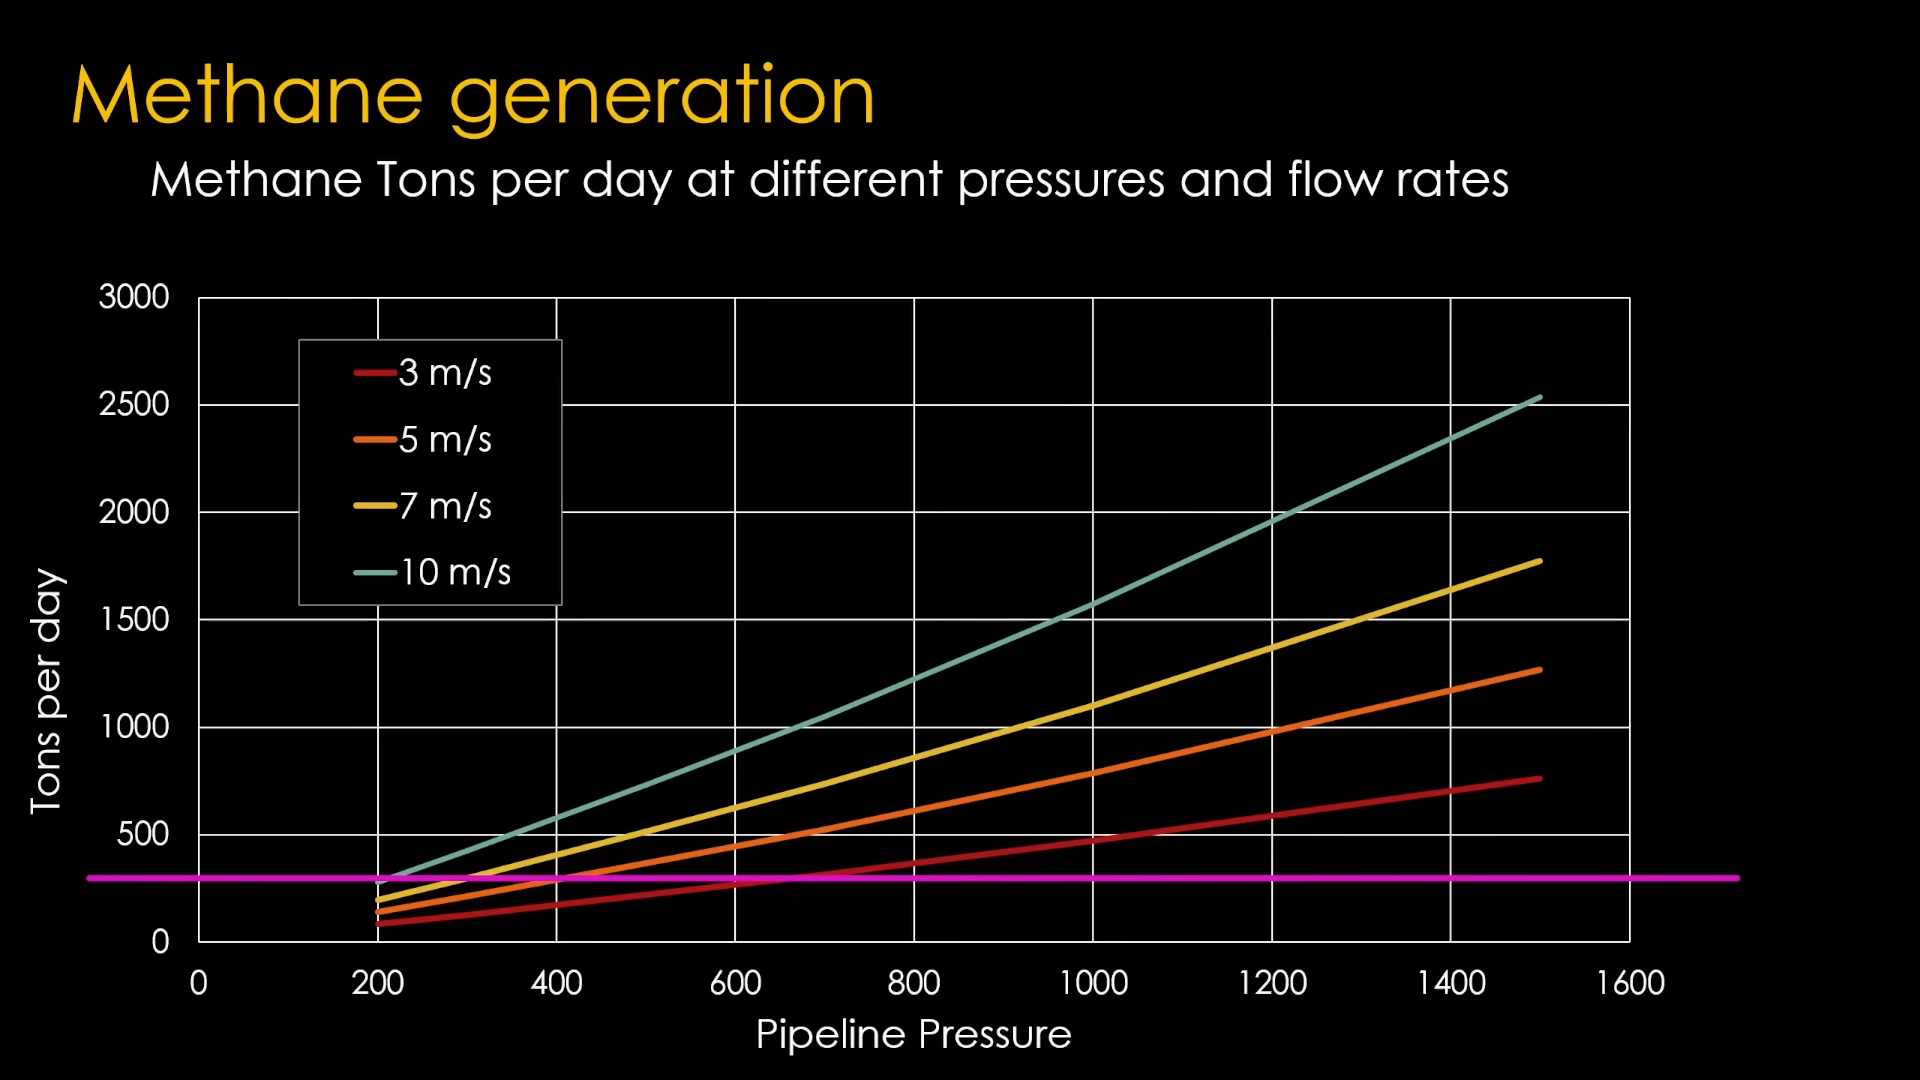 Methane generation
Methane Tons per day at different pressures and flow rates
3000
2500
2000
1500
1000
500
0
Tons per day
3 m/s
5 m/s
7 m/s
10 m/s
0 200 400 600 800 1000 1200 1400 1600
Pipeline Pressure